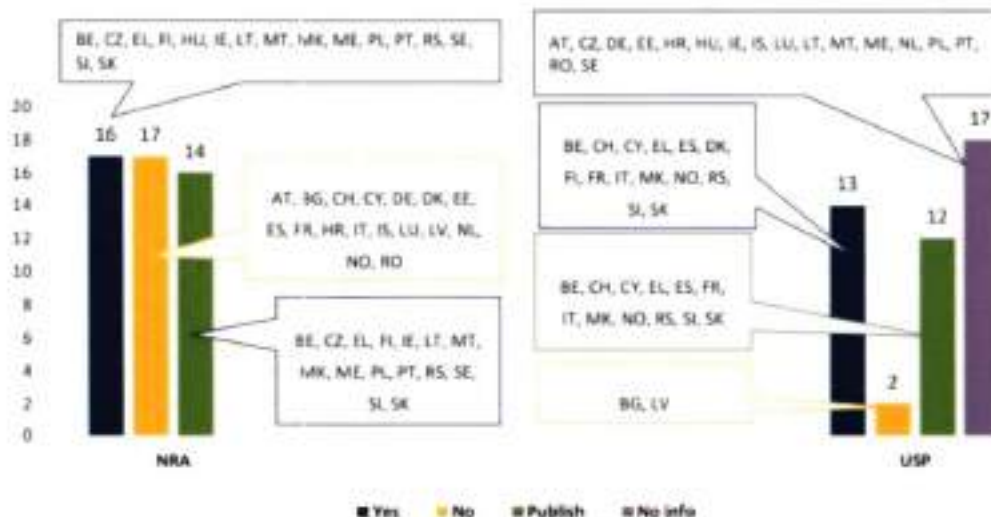 BE, CZ, EL, FI, HU, IE, LT, MT, MK, ME, PL, PT, RS, SE,
SI, SK
AT, CZ, DE, EE, HR, HU, IE, IS, LU, LT, MT, ME, NL, PL, PT,
RO, SE
20
18
16
14
12
10
8
6
4
2
0
16
17
14
AT, BG, CH, CY, DE, DK, EE,
ES, FR, HR, IT, IS, LU, LV, NL,
NO, RO
BE, CZ, EL, FI, IE, LT, MT,
MK, ME, PL, PT, RS, SE,
SI, SK
NRA
BE, CH, CY, EL, ES, DK,
FI, FR, IT, MK, NO, RS,
SI, SK
BE, CH, CY, EL, ES, FR,
IT, MK, NO, RS, SI, SK
BG, LV
13
2
12
17
USP
Yes No Publish No info